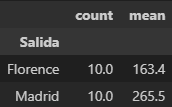 count mean
Salida
Florence 10.0 163.4
Madrid 10.0 265.5